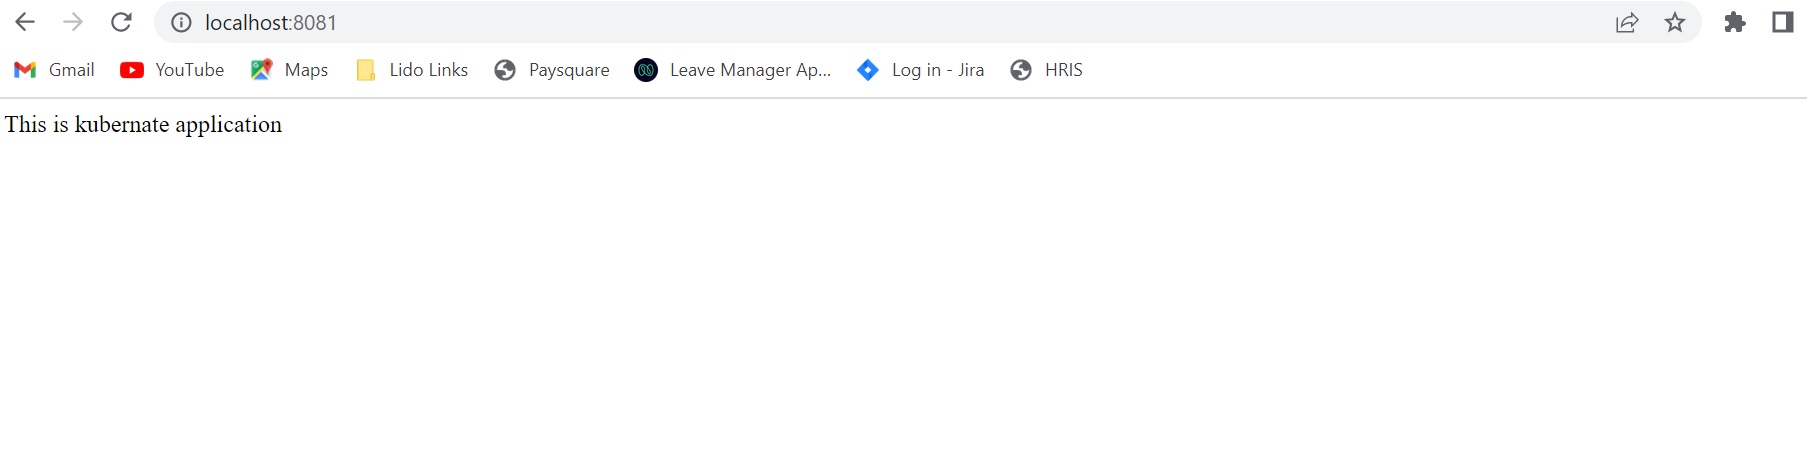 localhost:8081
Gmail YouTube Maps Lido Links Paysquare Leave Manager Ap... Log in - Jira HRIS
This is kubernate application